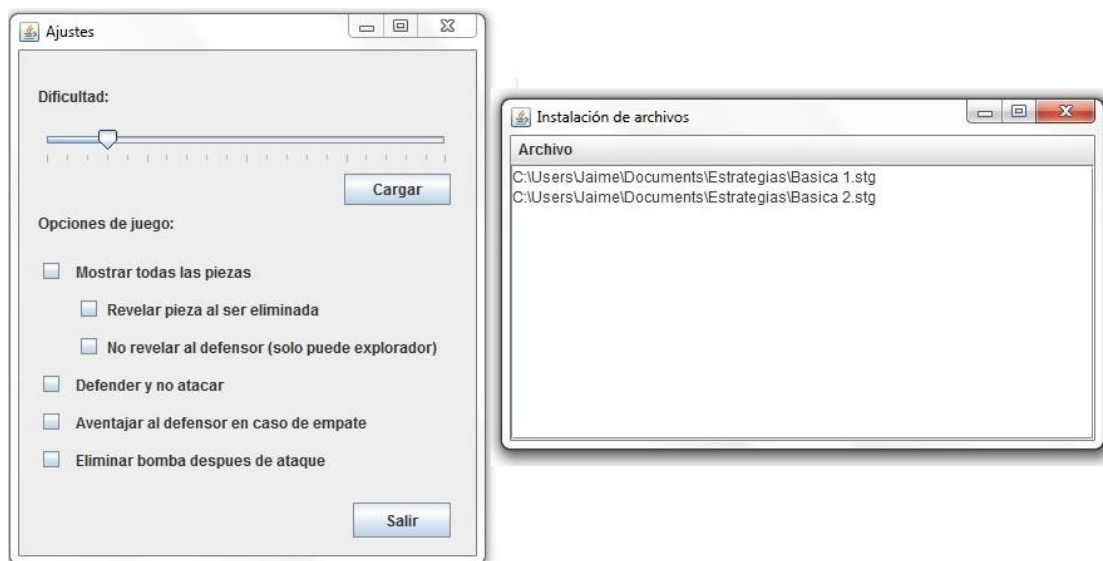 Ajustes
Dificultad:
Cargar
Opciones de juego:
Mostrar todas las piezas
Revelar pieza al ser eliminada
No revelar al defensor (solo puede explorador)
Defender y no atacar
Aventajar al defensor en caso de empate
Eliminar bomba despues de ataque
Salir
Instalación de archivos
Archivo
C:\Users\Jaime\Documents\Estrategias\Basica 1.stg
C:\Users\Jaime\Documents\Estrategias\Basica 2.stg